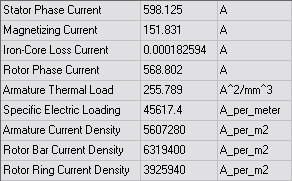 Stator Phase Current 598.125 A
Magnetizing Current 151.831 A
Iron-Core Loss Current 0.000182594 A
Rotor Phase Current 568.802 A
Armature Thermal Load 255.789 A^2/mm^3
Specific Electric Loading 45617.4 A_per_meter
Armature Current Density 5607280 A_per_m2
Rotor Bar Current Density 6319400 A_per_m2
Rotor Ring Current Density 3925940 A_per_m2